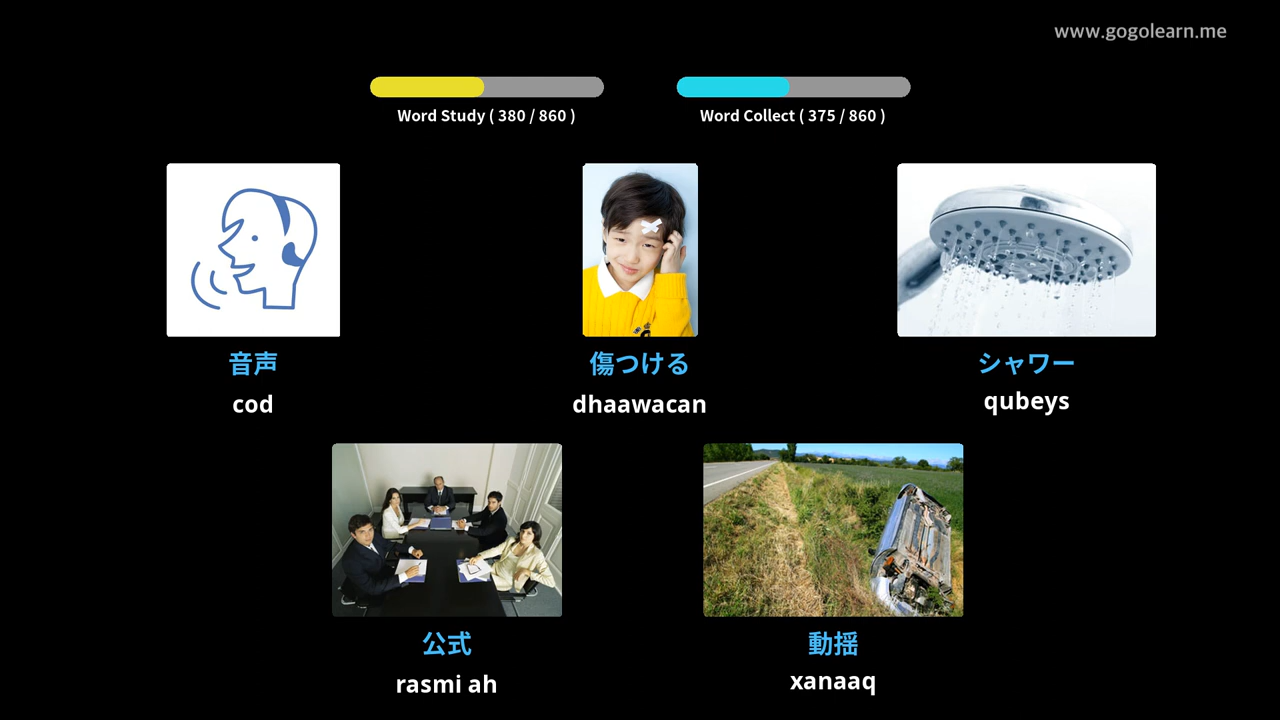 www.gogolearn.me
Word Study ( 380 / 860 )
Word Collect ( 375 / 860 )
音声
cod
傷つける
dhaawacan
シャワー
qubeys
公式
rasmi ah
動揺
xanaaq